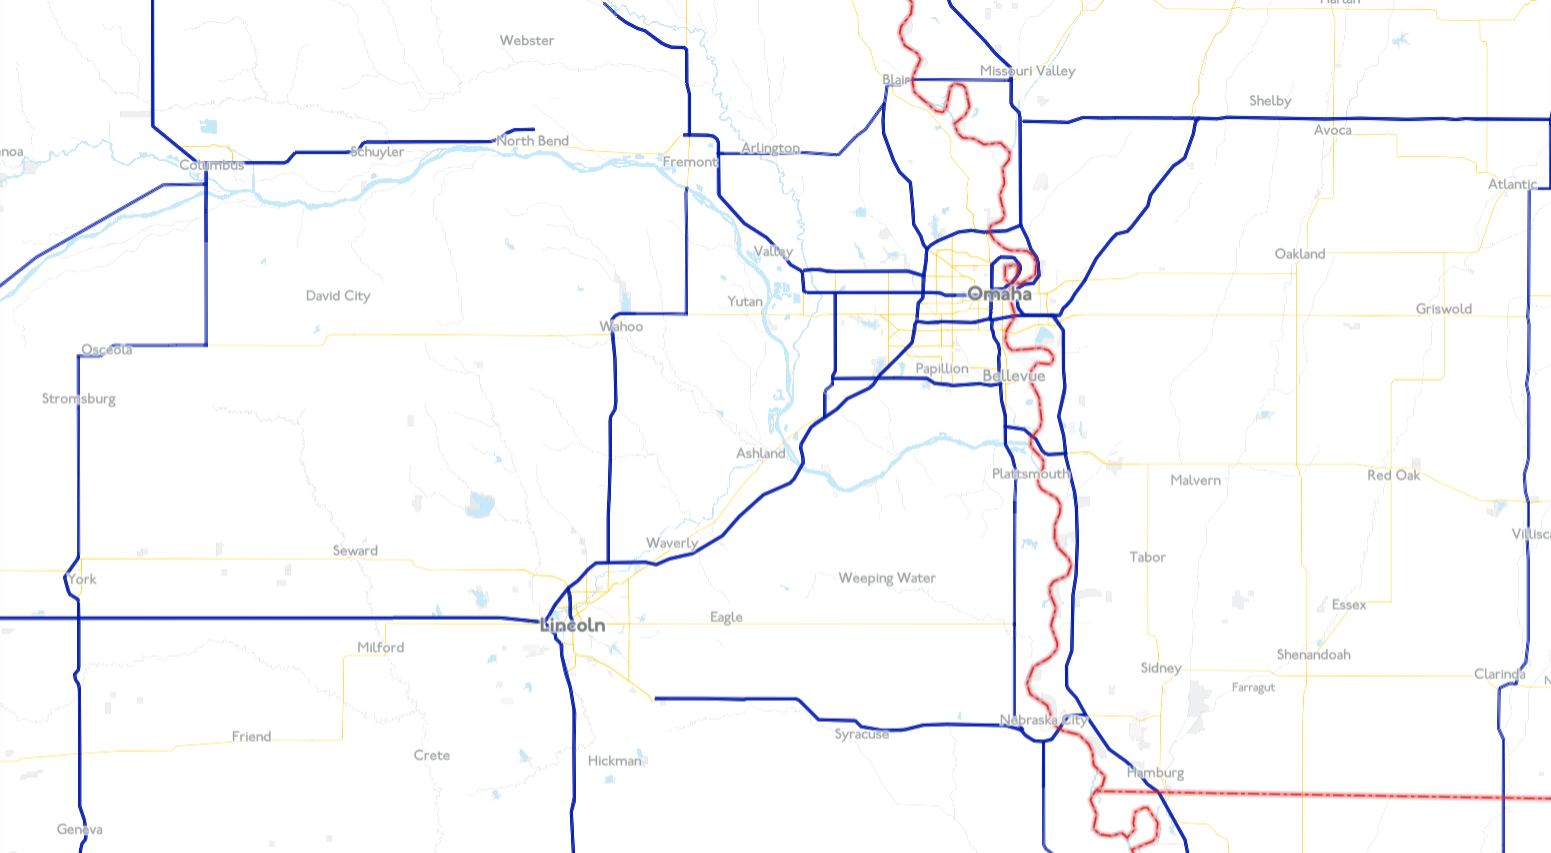 Harlan
Webster
Missouri Valley
Blair
Shelby
Avoca
North Bend
Schuyler
Arlington
Columbus
Fremont
Atlantic
Valley
Oakland
Omaha
David City
Yutan
Griswold
Wahoo
Osceola
Papillion
Bellevue
Stromsburg
Ashland
Plattsmouth
Malvern
Red Oak
Villisca
Waverly
Seward
Tabor
York
Weeping Water
Essex
Eagle
Lincoln
Milford
Shenandoah
Sidney
Clarinda
Farragut
Nebraska City
Syracuse
Friend
Crete
Hickman
Hamburg
Geneva